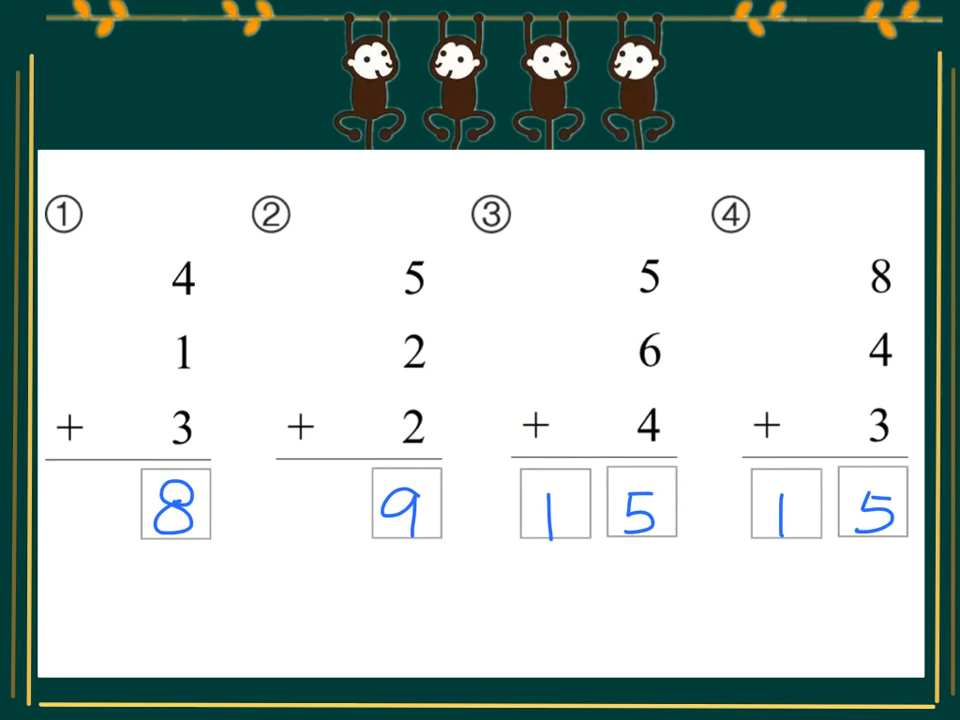 ① ② ③ ④
4 5 5 8
1 2 6 4
+ 3 + 2 + 4 + 3
8 9 1 5 1 5